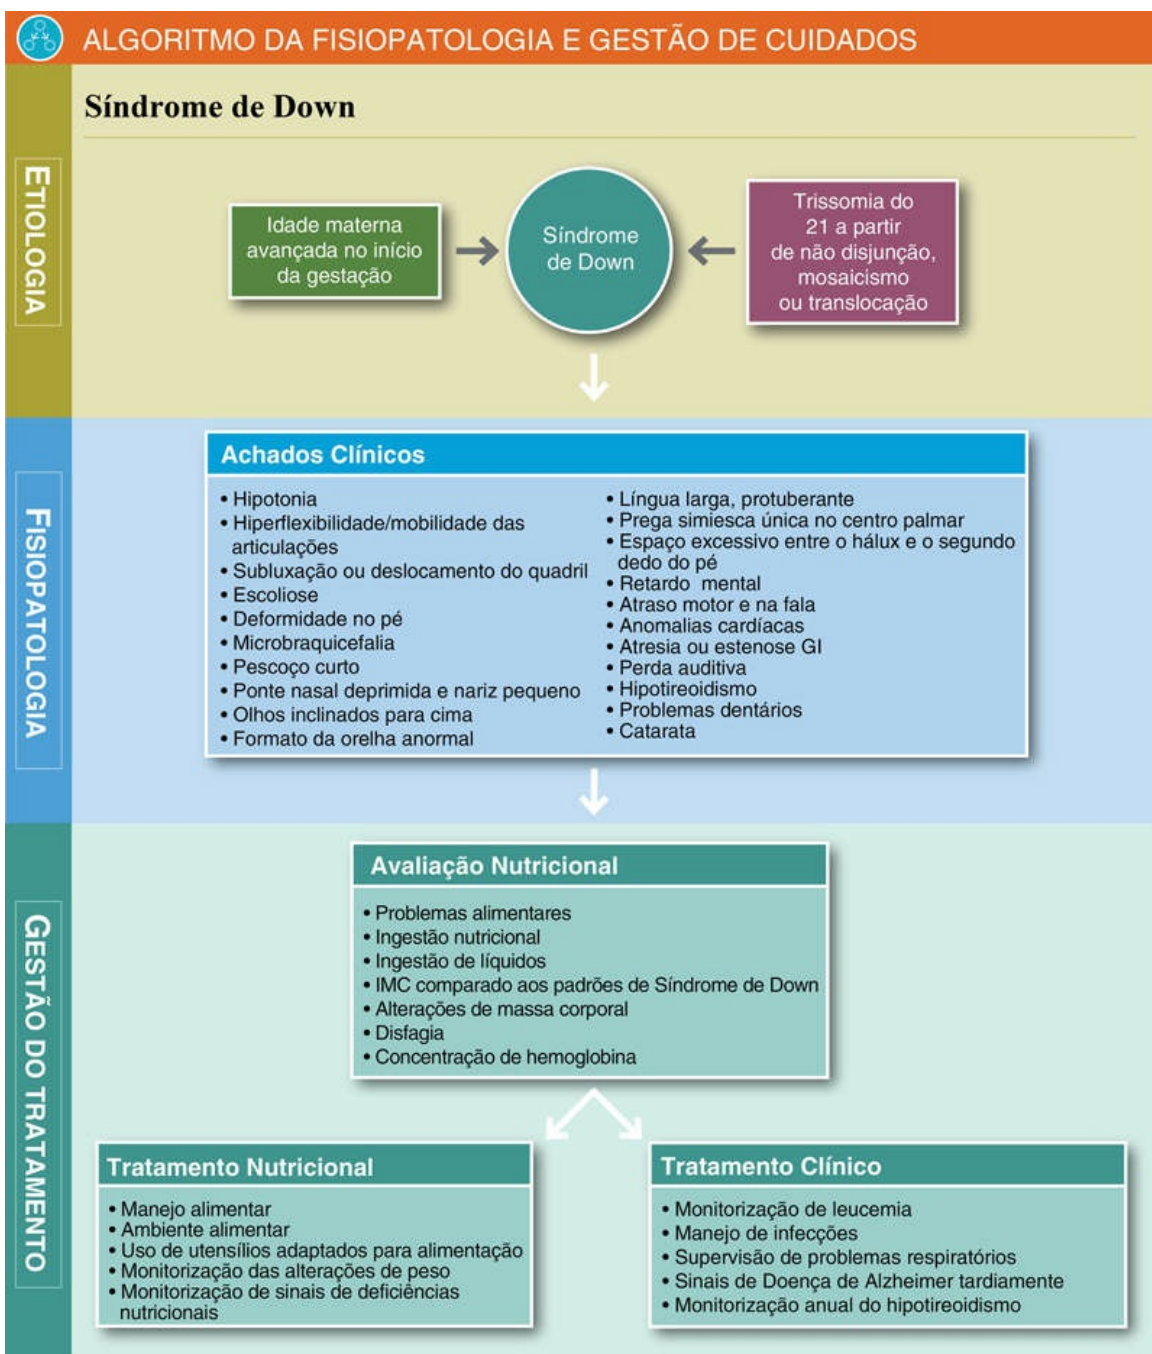 ALGORITMO DA FISIOPATOLOGIA E GESTÃO DE CUIDADOS
Síndrome de Down
ETIOLOGIA
Idade materna
avançada no início
da gestação
Síndrome
de Down
Trissomia do
21 a partir
de não disjunção,
mosaicismo
ou translocação
FISIOPATOLOGIA
Achados Clínicos
• Hipotonia
• Hiperflexibilidade/mobilidade das
articulações
• Subluxação ou deslocamento do quadril
• Escoliose
• Deformidade no pé
• Microbraquicefalia
• Pescoço curto
• Ponte nasal deprimida e nariz pequeno
• Olhos inclinados para cima
• Formato da orelha anormal
• Língua larga, protuberante
• Prega simiesca única no centro palmar
• Espaço excessivo entre o hálux e o segundo
dedo do pé
• Retardo mental
• Atraso motor e na fala
• Anomalias cardíacas
• Atresia ou estenose GI
• Perda auditiva
• Hipotireoidismo
• Problemas dentários
• Catarata
GESTÃO DO TRATAMENTO
Avaliação Nutricional
• Problemas alimentares
• Ingestão nutricional
• Ingestão de líquidos
• IMC comparado aos padrões de Síndrome de Down
• Alterações de massa corporal
• Disfagia
• Concentração de hemoglobina
Tratamento Nutricional
• Manejo alimentar
• Ambiente alimentar
• Uso de utensílios adaptados para alimentação
• Monitorização das alterações de peso
• Monitorização de sinais de deficiências
nutricionais
Tratamento Clínico
• Monitorização de leucemia
• Manejo de infecções
• Supervisão de problemas respiratórios
• Sinais de Doença de Alzheimer tardiamente
• Monitorização anual do hipotireoidismo